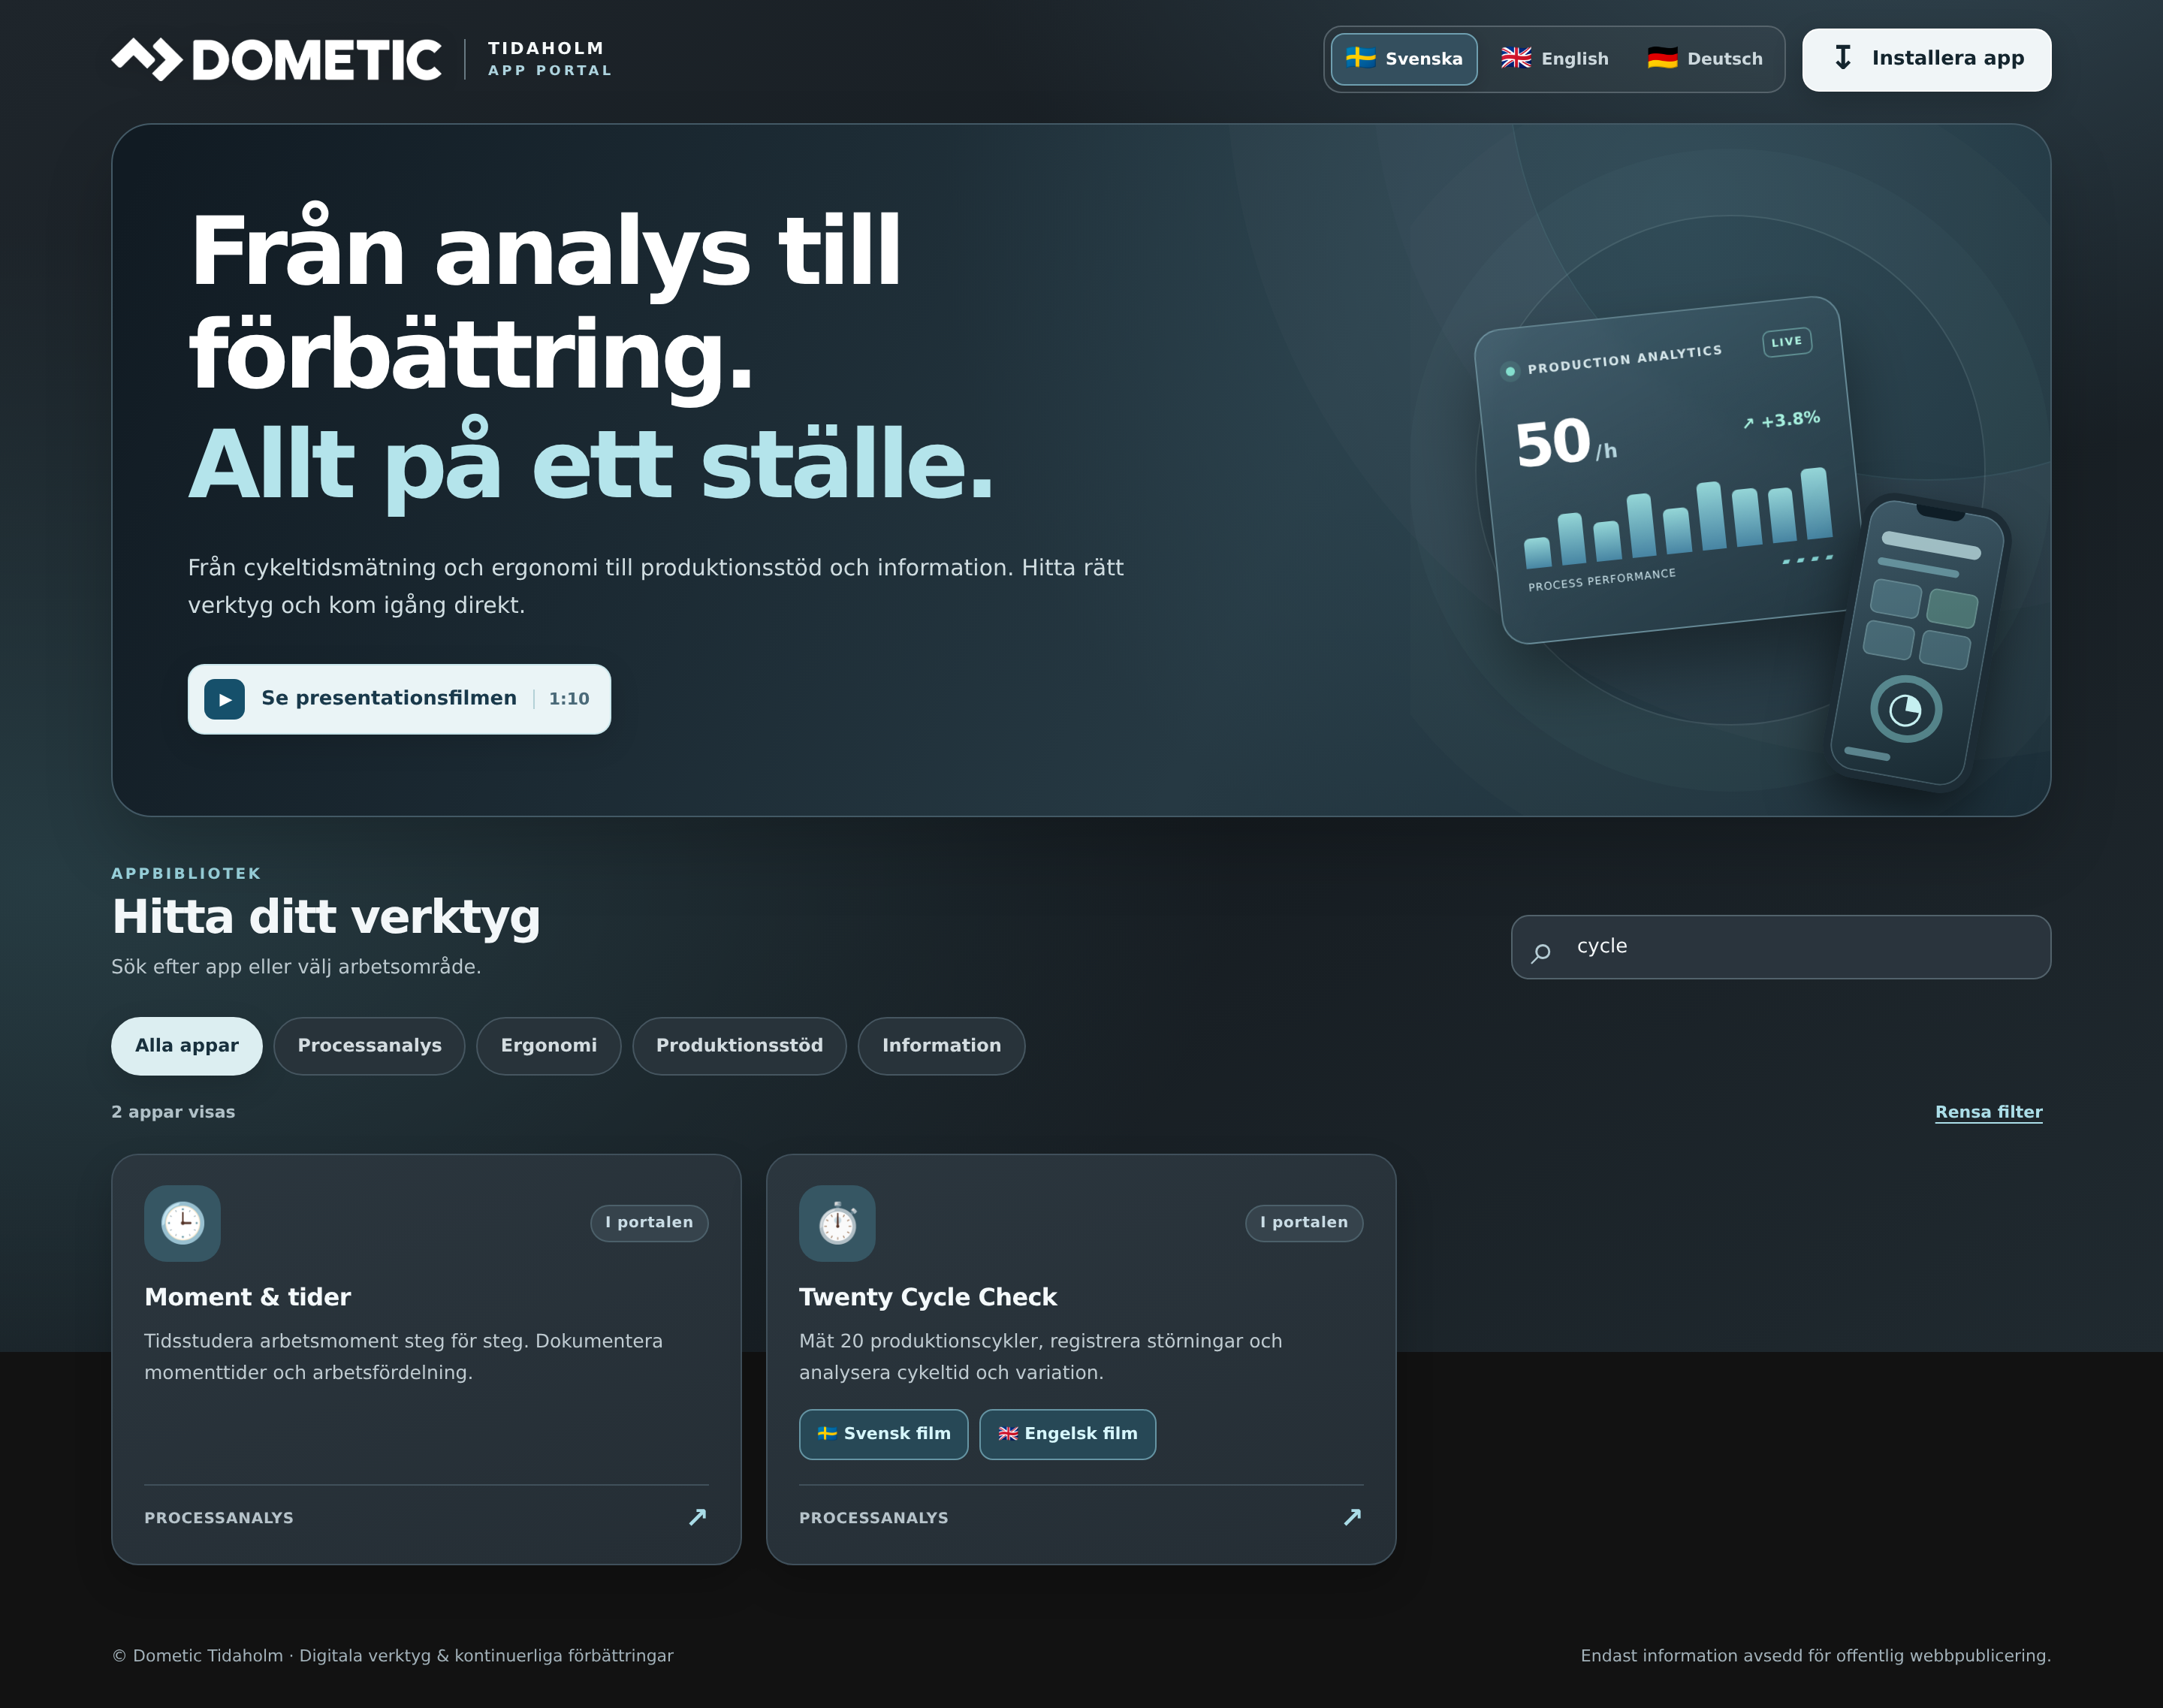 DOMETIC
TIDAHOLM
APP PORTAL
Svenska
English
Deutsch
Installera app
Från analys till
förbättring.
Allt på ett ställe.
Från cykeltidsmätning och ergonomi till produktionsstöd och information. Hitta rätt
verktyg och kom igång direkt.
Se presentationsfilmen
1:10
PRODUCTION ANALYTICS
LIVE
50/h
↗ +3.8%
PROCESS PERFORMANCE
APPBIBLIOTEK
Hitta ditt verktyg
Sök efter app eller välj arbetsområde.
cycle
Alla appar
Processanalys
Ergonomi
Produktionsstöd
Information
2 appar visas
Rensa filter
I portalen
Moment & tider
Tidsstudera arbetsmoment steg för steg. Dokumentera
momenttider och arbetsfördelning.
PROCESSANALYS
I portalen
Twenty Cycle Check
Mät 20 produktionscykler, registrera störningar och
analysera cykeltid och variation.
Svensk film
Engelsk film
PROCESSANALYS
© Dometic Tidaholm · Digitala verktyg & kontinuerliga förbättringar
Endast information avsedd för offentlig webbpublicering.